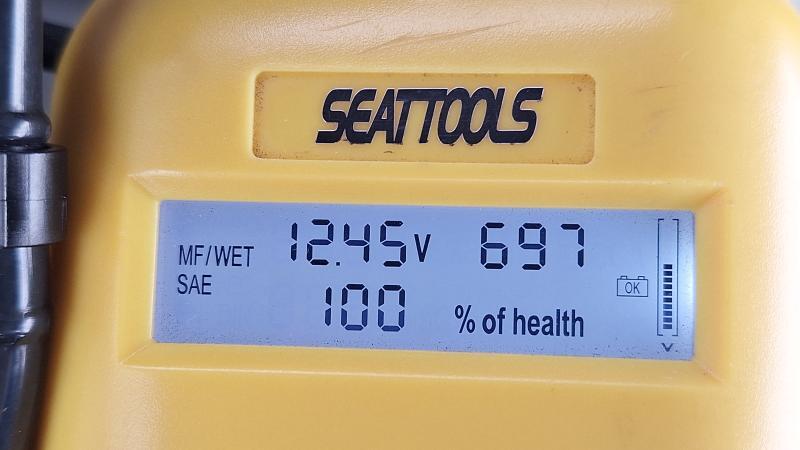 SEATTOOLS
MF/WET 12.45V 697
SAE
100 % of health
OK
V